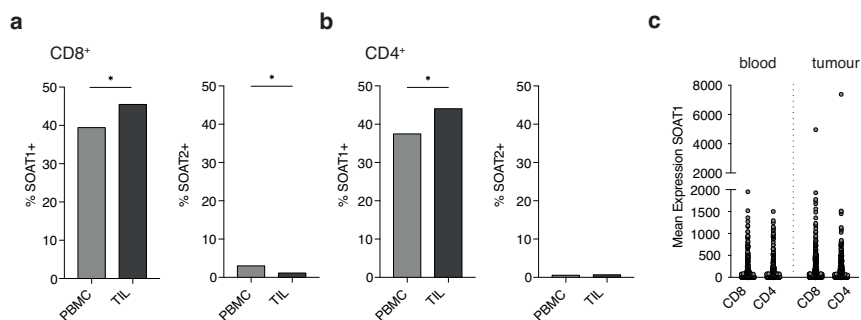 a
CD8+
*
50
40
30
20
10
0
% SOAT1+
PBMC
TIL
*
50
40
30
20
10
0
% SOAT2+
PBMC
TIL
b
CD4+
*
50
40
30
20
10
0
% SOAT1+
PBMC
TIL
50
40
30
20
10
0
% SOAT2+
PBMC
TIL
c
blood
tumour
8000
6000
4000
2000
2000
1500
1000
500
0
Mean Expression SOAT1
CD8
CD4
CD8
CD4